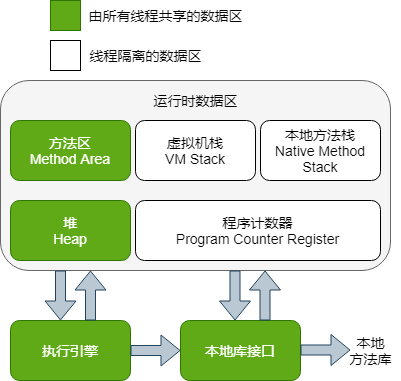 由所有线程共享的数据区
线程隔离的数据区
运行时数据区
方法区
Method Area
虚拟机栈
VM Stack
本地方法栈
Native Method
Stack
堆
Heap
程序计数器
Program Counter Register
执行引擎
本地库接口
本地
方法库